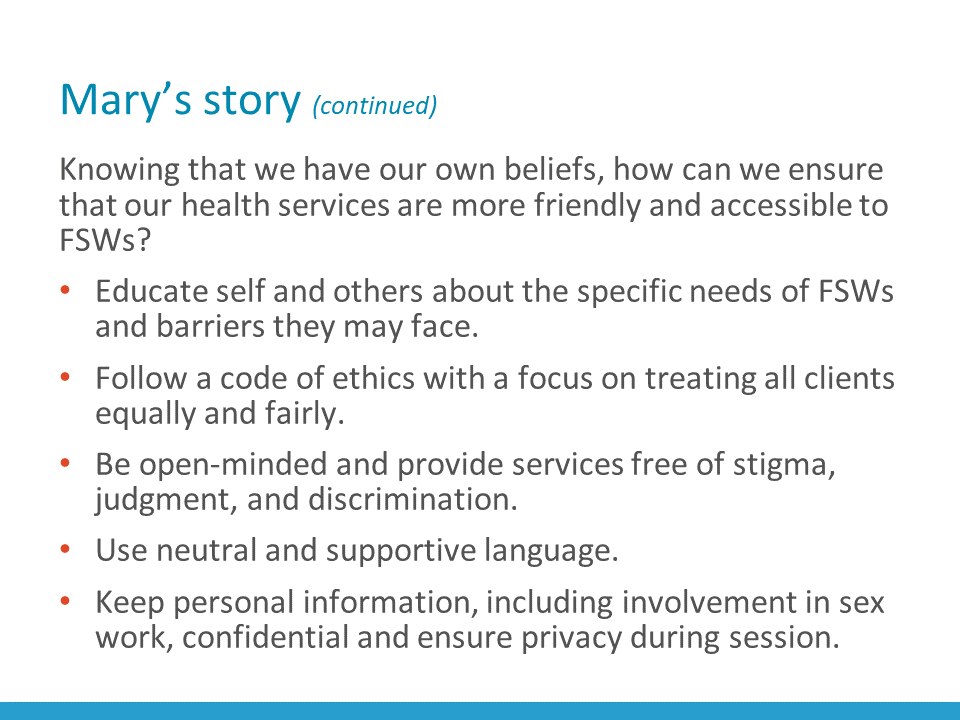 Mary’s story (continued)
Knowing that we have our own beliefs, how can we ensure
that our health services are more friendly and accessible to
FSWs?
• Educate self and others about the specific needs of FSWs
and barriers they may face.
• Follow a code of ethics with a focus on treating all clients
equally and fairly.
• Be open-minded and provide services free of stigma,
judgment, and discrimination.
• Use neutral and supportive language.
• Keep personal information, including involvement in sex
work, confidential and ensure privacy during session.